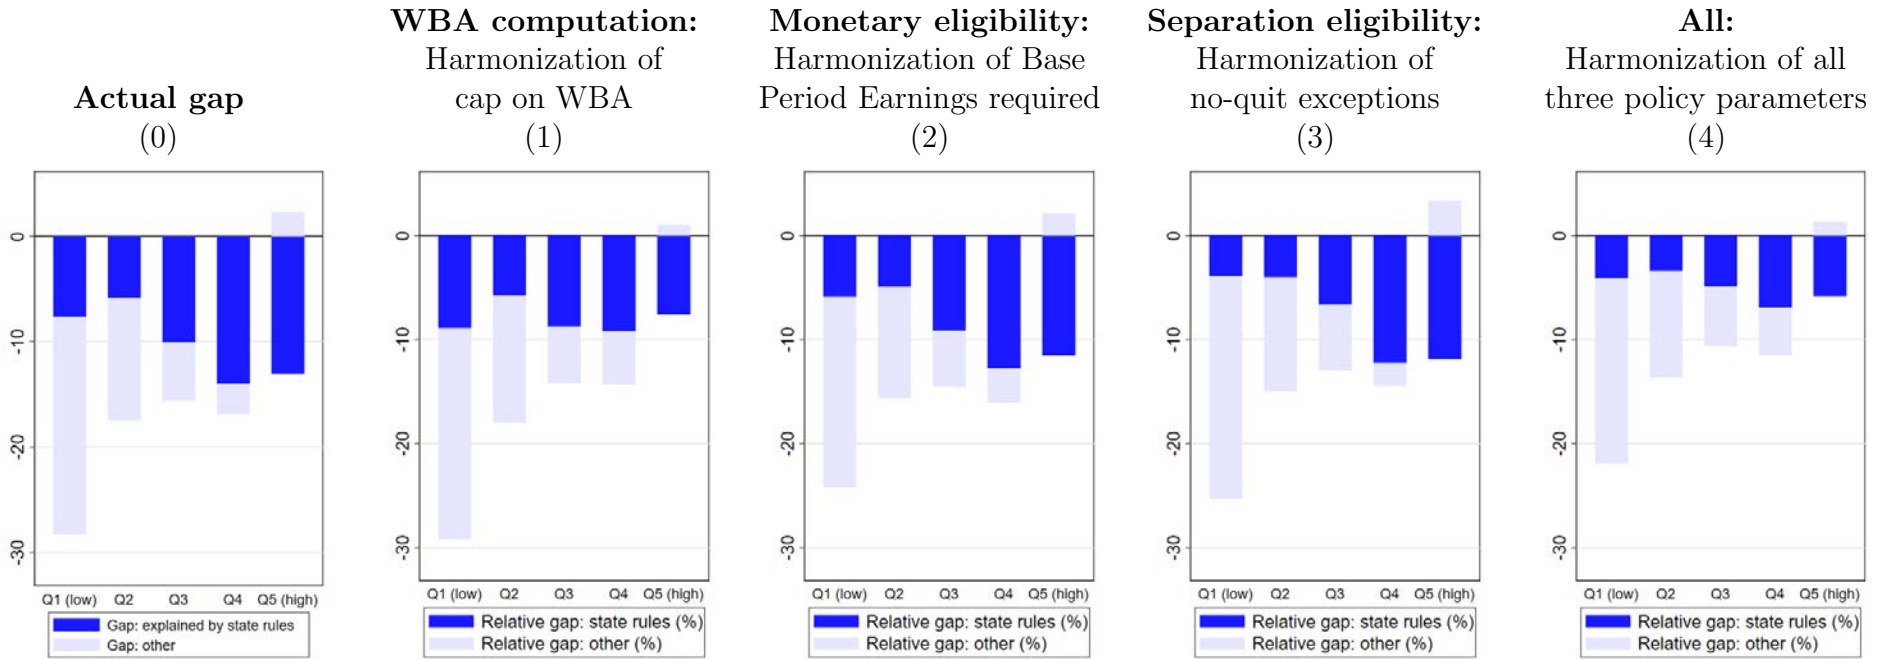 Actual gap
(0)
0
-10
-20
-30
Q1 (low) Q2 Q3 Q4 Q5 (high)
Gap: explained by state rules
Gap: other
WBA computation:
Harmonization of
cap on WBA
(1)
0
-10
-20
-30
Q1 (low) Q2 Q3 Q4 Q5 (high)
Relative gap: state rules (%)
Relative gap: other (%)
Monetary eligibility:
Harmonization of Base
Period Earnings required
(2)
0
-10
-20
-30
Q1 (low) Q2 Q3 Q4 Q5 (high)
Relative gap: state rules (%)
Relative gap: other (%)
Separation eligibility:
Harmonization of
no-quit exceptions
(3)
0
-10
-20
-30
Q1 (low) Q2 Q3 Q4 Q5 (high)
Relative gap: state rules (%)
Relative gap: other (%)
All:
Harmonization of all
three policy parameters
(4)
0
-10
-20
-30
Q1 (low) Q2 Q3 Q4 Q5 (high)
Relative gap: state rules (%)
Relative gap: other (%)